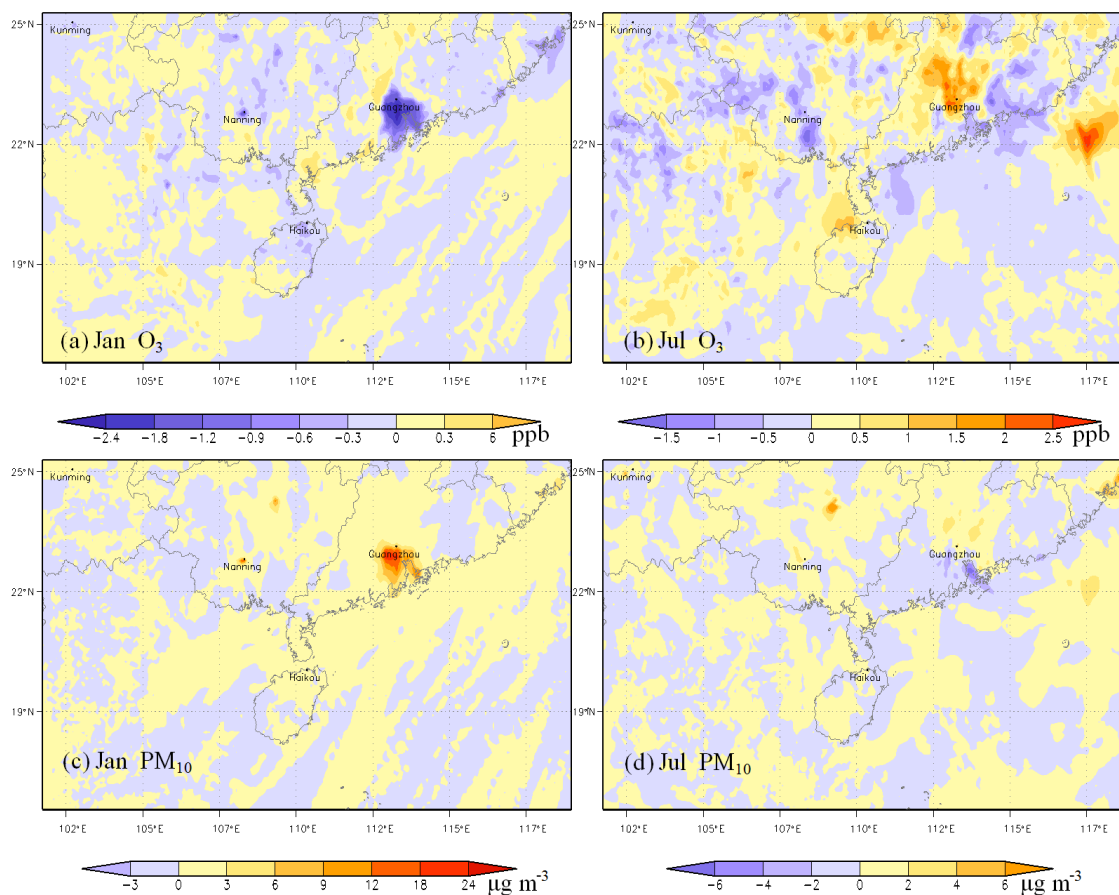 25°N
Kunming
Guangzhou
Nanning
22°N
Haikou
19°N
(a) Jan O₃
102°E 105°E 110°E 112°E 115°E 117°E
−2.4 −1.8 −1.2 −0.9 −0.6 −0.3 0 0.3 6 ppb
25°N
Kunming
Guangzhou
Nanning
22°N
Haikou
19°N
(b) Jul O₃
102°E 105°E 110°E 112°E 115°E 117°E
−1.5 −1 −0.5 0 0.5 1 1.5 2 2.5 ppb
25°N
Kunming
Guangzhou
Nanning
22°N
Haikou
19°N
(c) Jan PM₁₀
102°E 105°E 110°E 112°E 115°E 117°E
−3 0 3 6 9 12 18 24 μg m⁻³
25°N
Kunming
Guangzhou
Nanning
22°N
Haikou
19°N
(d) Jul PM₁₀
102°E 105°E 110°E 112°E 115°E 117°E
−6 −4 −2 0 2 4 6 μg m⁻³